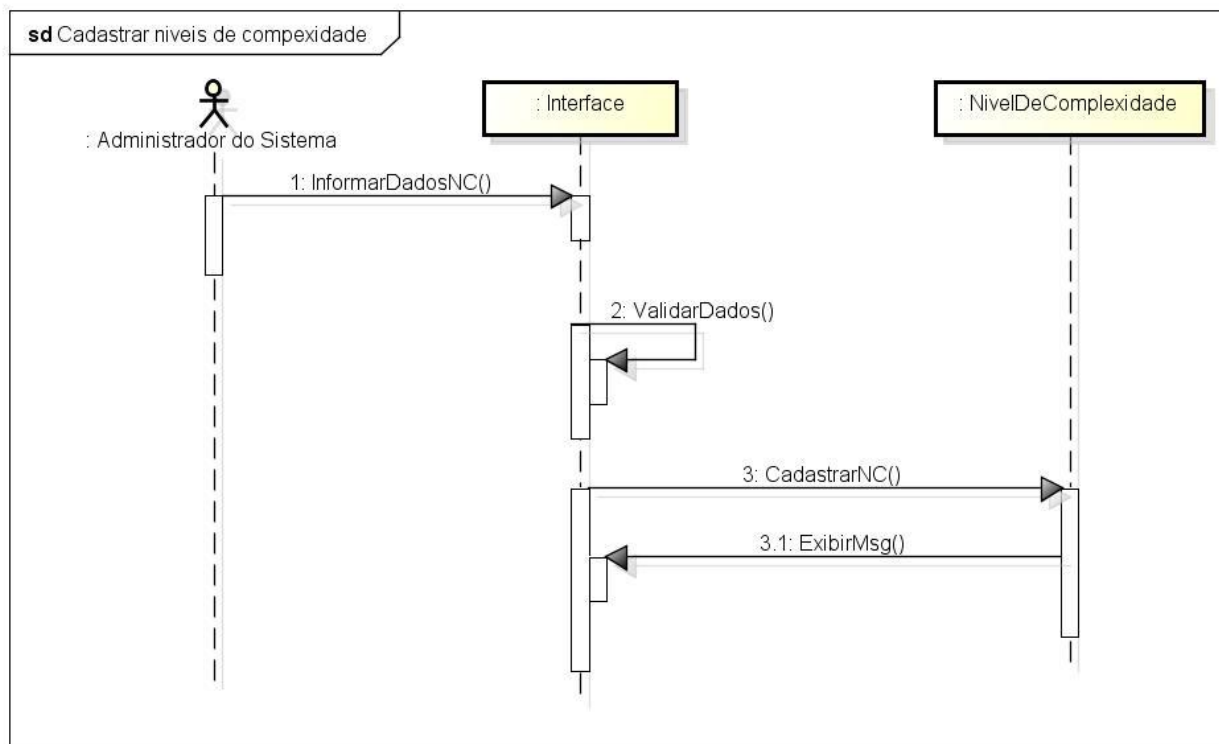 sd Cadastrar niveis de compexidade
: Administrador do Sistema
: Interface
: NivelDeComplexidade
1: InformarDadosNC()
2: ValidarDados()
3: CadastrarNC()
3.1: ExibirMsg()